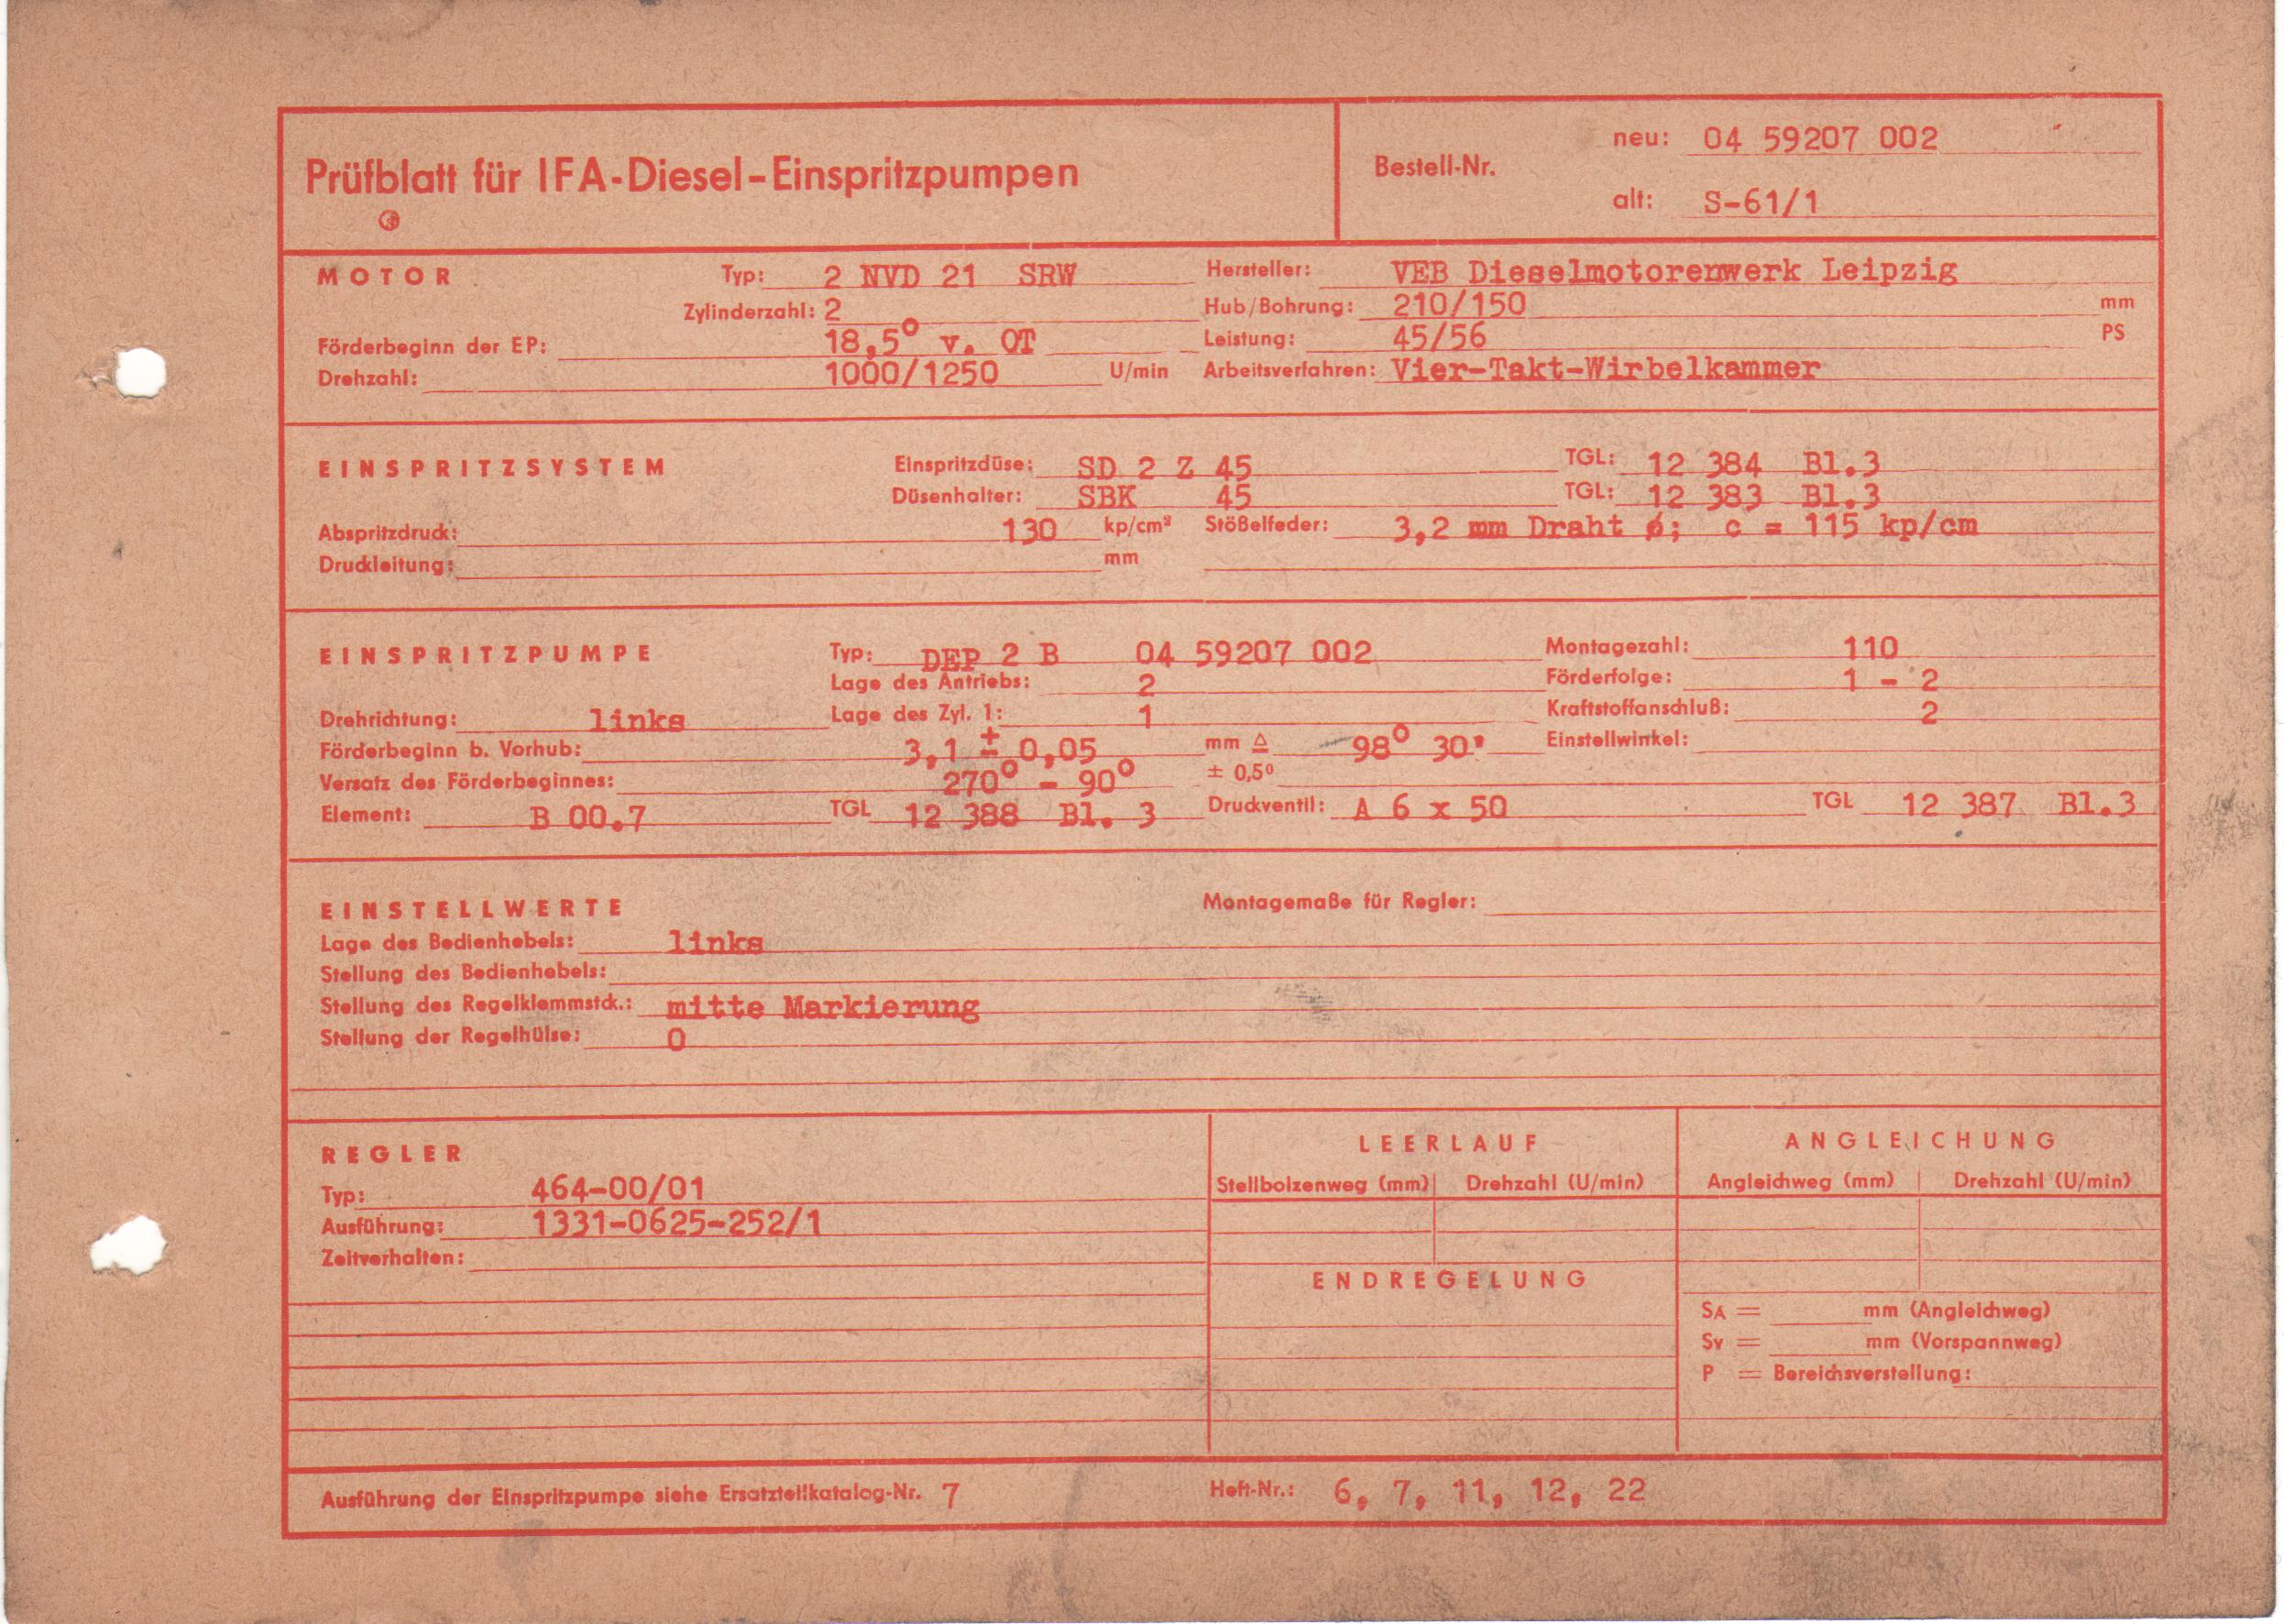 Prüfblatt für IFA-Diesel-Einspritzpumpen
Bestell-Nr.
neu: 04 59207 002
alt: S-61/1
MOTOR Typ: 2 NVD 21 SRW Hersteller: VEB Dieselmotorenwerk Leipzig
Zylinderzahl: 2 Hub/Bohrung: 210/150 mm
Förderbeginn der EP: 18,5° v. OT Leistung: 45/56 PS
Drehzahl: 1000/1250 U/min Arbeitsverfahren: Vier-Takt-Wirbelkammer
EINSPRITZSYSTEM Einspritzdüse: SD 2 Z 45 TGL: 12 384 Bl.3
Düsenhalter: SBK 45 TGL: 12 383 Bl.3
Abspritzdruck: 130 kp/cm² Stößelfeder: 3,2 mm Draht ø; c = 115 kp/cm
Druckleitung: mm
EINSPRITZPUMPE Typ: DEP 2 B 04 59207 002 Montagezahl: 110
Lage des Antriebs: 2 Förderfolge: 1 - 2
Drehrichtung: links Lage des Zyl. 1: 1 Kraftstoffanschluß: 2
Förderbeginn b. Vorhub: 3,1 ± 0,05 mm ≙ 98° 30' Einstellwinkel:
Versatz des Förderbeginnes: 270° - 90° ± 0,5°
Element: B 00.7 TGL 12 388 Bl. 3 Druckventil: A 6 x 50 TGL 12 387 Bl.3
EINSTELLWERTE Montagemaße für Regler:
Lage des Bedienhebels: links
Stellung des Bedienhebels:
Stellung des Regelklemmstck.: mitte Markierung
Stellung der Regelhülse: 0
REGLER
Typ: 464-00/01
Ausführung: 1331-0625-252/1
Zeitverhalten:
LEERLAUF
Stellbolzenweg (mm) Drehzahl (U/min)
ENDREGELUNG
ANGLEICHUNG
Angleichweg (mm) Drehzahl (U/min)
SA = mm (Angleichweg)
Sv = mm (Vorspannweg)
P = Bereichsverstellung:
Ausführung der Einspritzpumpe siehe Ersatzteilkatalog-Nr. 7 Heft-Nr.: 6, 7, 11, 12, 22